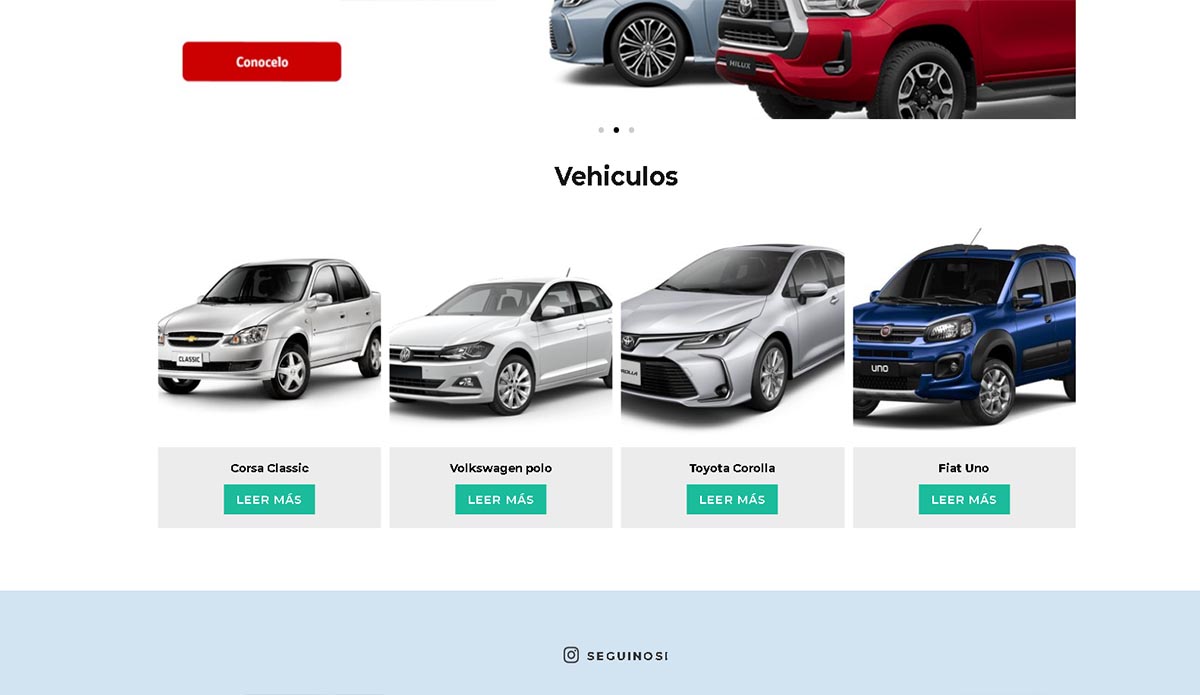 Conocelo
HILUX
Vehiculos
CLASSIC
UNO
Corsa Classic
Volkswagen polo
Toyota Corolla
Fiat Uno
LEER MÁS
LEER MÁS
LEER MÁS
LEER MÁS
SEGUINOS!